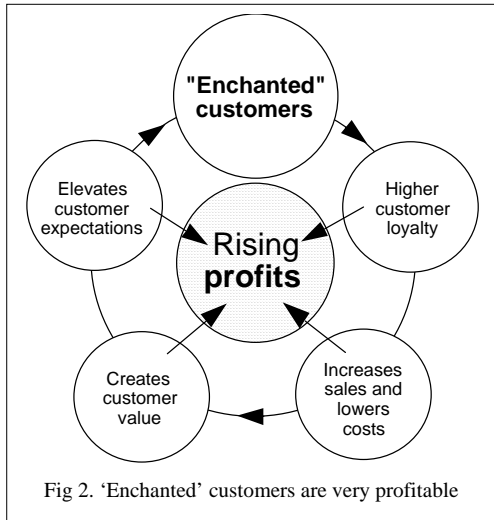 "Enchanted"
customers
Elevates
customer
expectations
Higher
customer
loyalty
Rising
profits
Creates
customer
value
Increases
sales and
lowers
costs
Fig 2. ‘Enchanted’ customers are very profitable